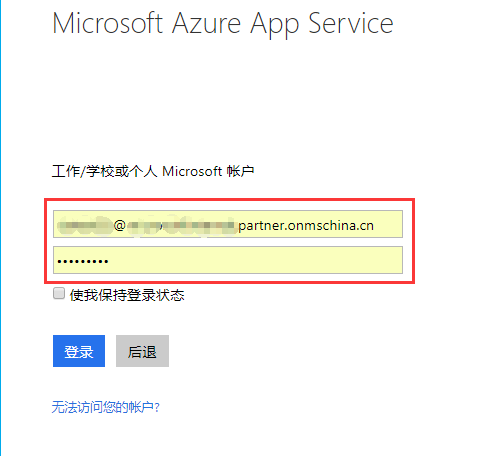 Microsoft Azure App Service
工作/学校或个人 Microsoft 帐户
@ partner.onmschina.cn
•••••••••
使我保持登录状态
登录 后退
无法访问您的帐户?